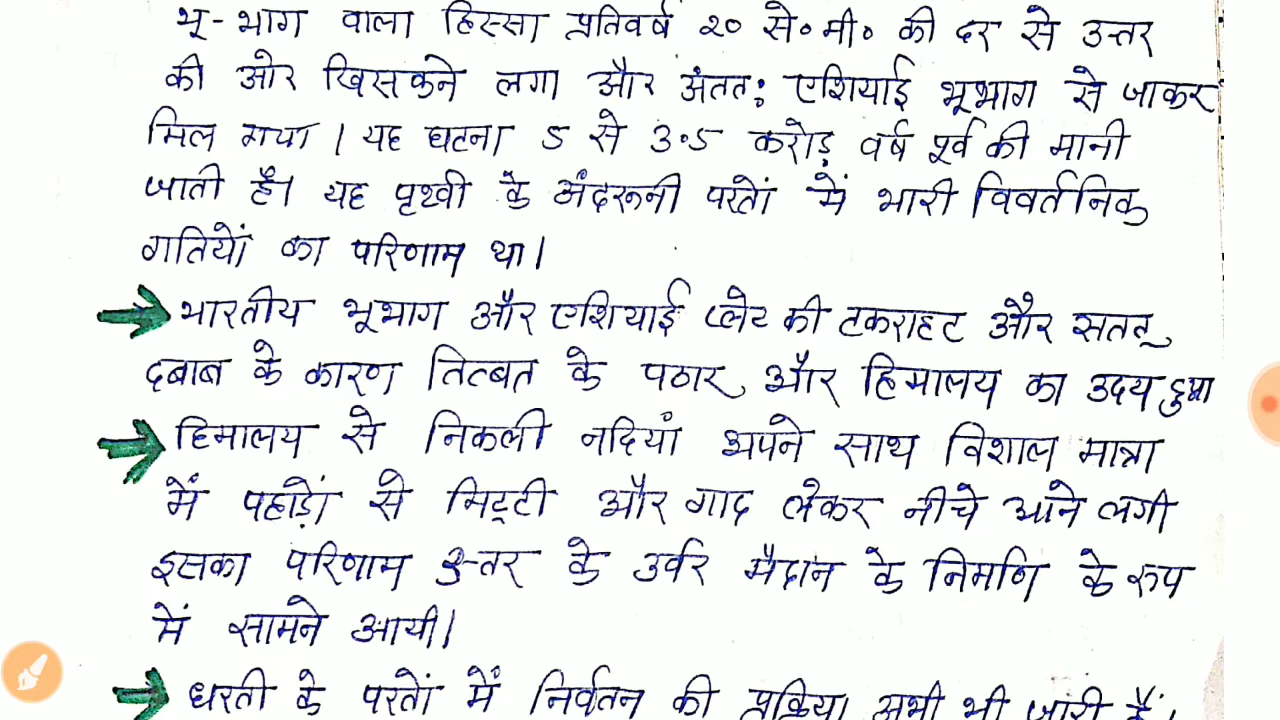 भू-भाग वाला हिस्सा प्रतिवर्ष २० से० मी० की दर से उत्तर
की ओर खिसकने लगा और अंतत: एशियाई भूभाग से जाकर
मिल गया। यह घटना 5 से 3.5 करोड़ वर्ष पूर्व की मानी
जाती है। यह पृथ्वी के अंदरूनी परतों में भारी विवर्तनिक
गतियों का परिणाम था।
भारतीय भूभाग और एशियाई प्लेट की टकराहट और सतत्
दबाब के कारण तिब्बत के पठार और हिमालय का उदय हुआ
हिमालय से निकली नदियाँ अपने साथ विशाल मात्रा
में पहाड़ों से मिट्टी और गाद लेकर नीचे आने लगी
इसका परिणाम उत्तर के उर्वर मैदान के निर्माण के रुप
में सामने आयी।
धरती के परतों में निर्वतन की प्रक्रिया अभी भी जारी हैं।